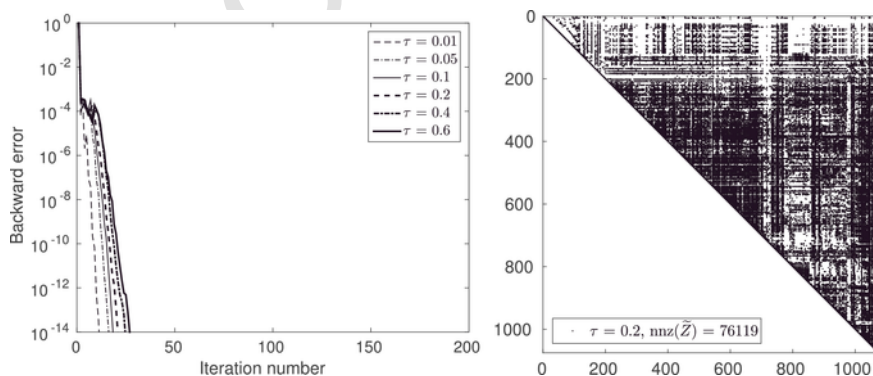 10^0
10^-2
10^-4
10^-6
10^-8
10^-10
10^-12
10^-14
Backward error
0 50 100 150 200
Iteration number
τ = 0.01
τ = 0.05
τ = 0.1
τ = 0.2
τ = 0.4
τ = 0.6
0
200
400
600
800
1000
0 200 400 600 800 1000
τ = 0.2, nnz(Z̃) = 76119